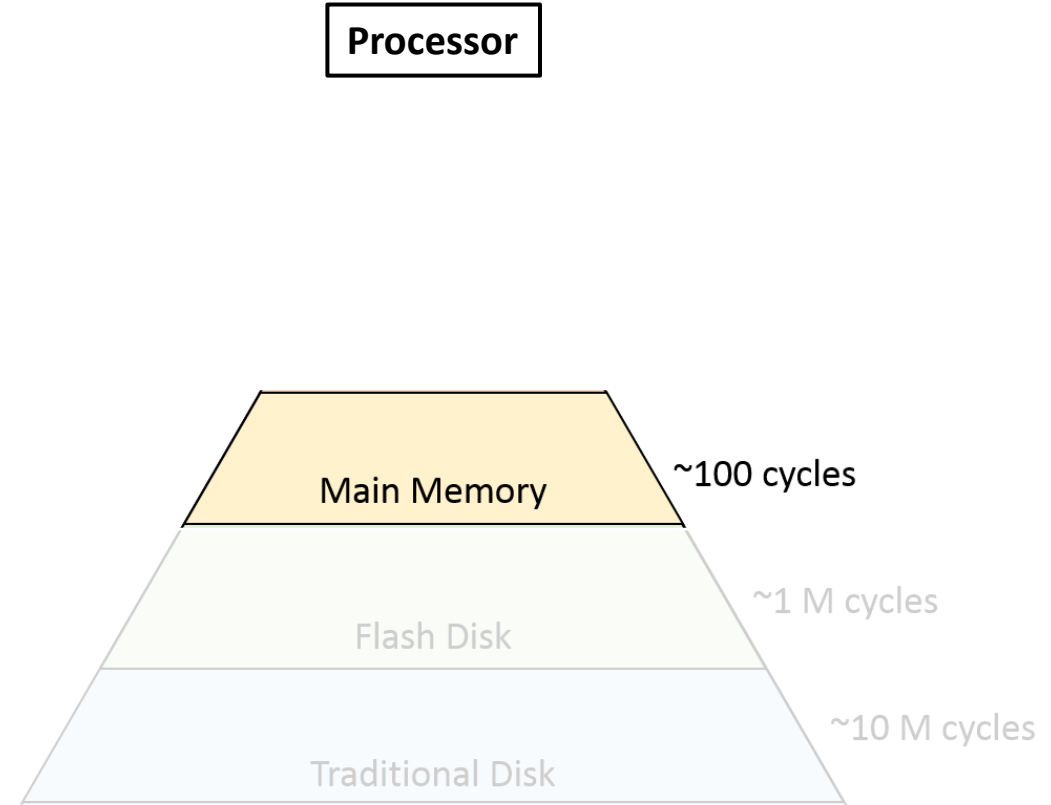 Processor
Main Memory
~100 cycles
Flash Disk
~1 M cycles
Traditional Disk
~10 M cycles